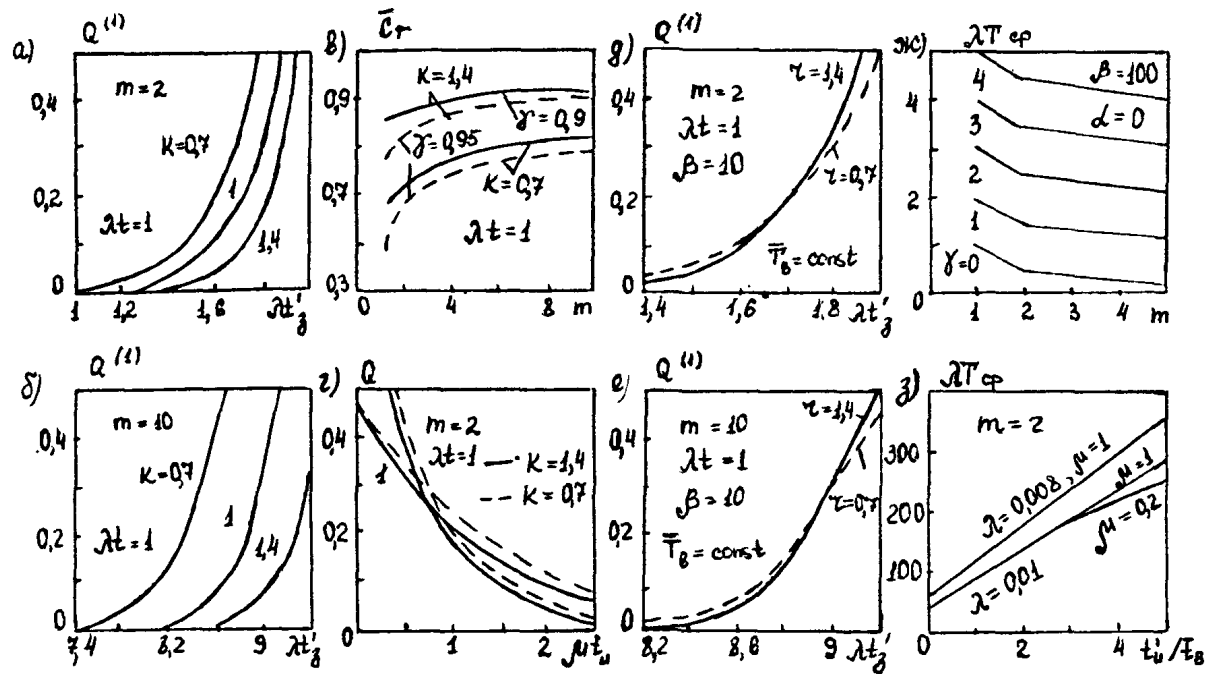 а) Q⁽¹⁾
0,4
m=2
K=0,7
0,2
1
λt=1
1,4
0
1 1,2 1,6 λt′з
в) C̄r
K=1,4
0,9
γ=0,9
γ=0,95
0,7
K=0,7
λt=1
0,3
4 8 m
д) Q⁽¹⁾
m=2
τ=1,4
0,4
λt=1
β=10
τ=0,7
0,2
T̄в=const
0
1,4 1,6 1.8 λt′з
ж) λTср
4
β=100
4
3
α=0
2
2
1
γ=0
0
1 2 3 4 m
б) Q⁽¹⁾
m=10
0,4
K=0,7
1
0,2
λt=1
1,4
0
7,4 8,2 9 λt′з
г) Q
m=2
0,4
λt=1
K=1,4
1
K=0,7
0,2
0
1 2 μtи
е) Q⁽¹⁾
m=10
τ=1,4
0,4
λt=1
β=10
τ=0,7
0,2
T̄в=const
0
8,2 8,6 9 λt′з
з) λTср
m=2
300
λ=0,008, μ=1
μ=1
200
μ=0,2
100
λ=0,01
0 2 4 t′и/t̄в